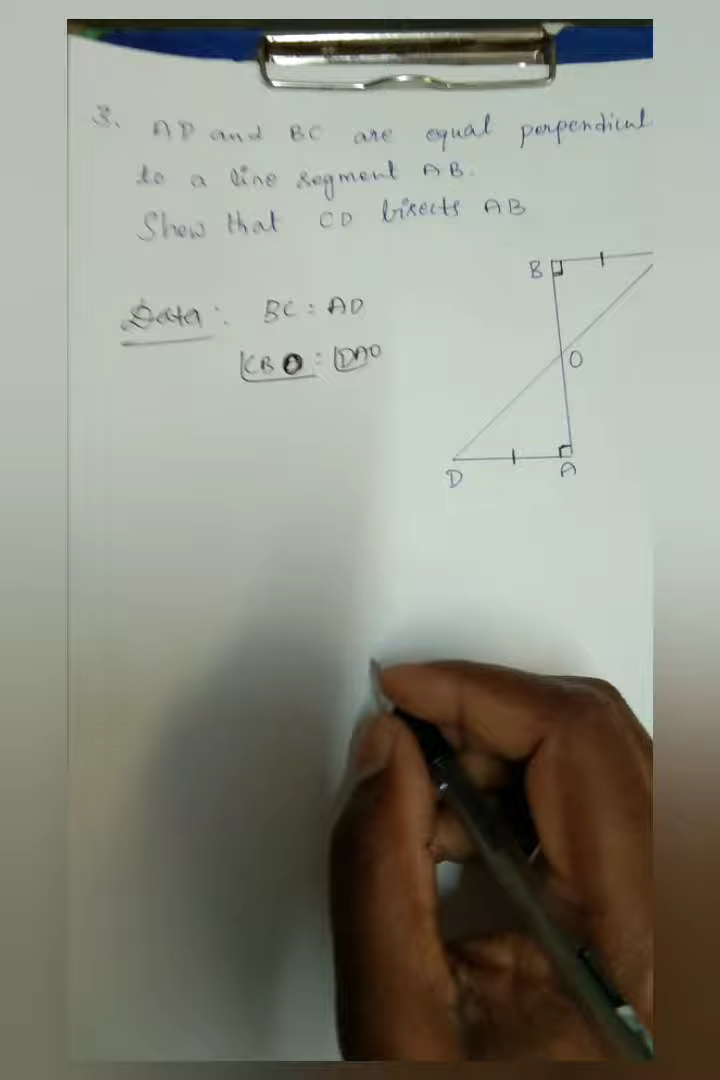 3. AD and BC are equal perpendicul
to a line segment AB.
Show that CD bisects AB
Data: BC = AD
∠CBO = ∠DAO
B
O
D
A